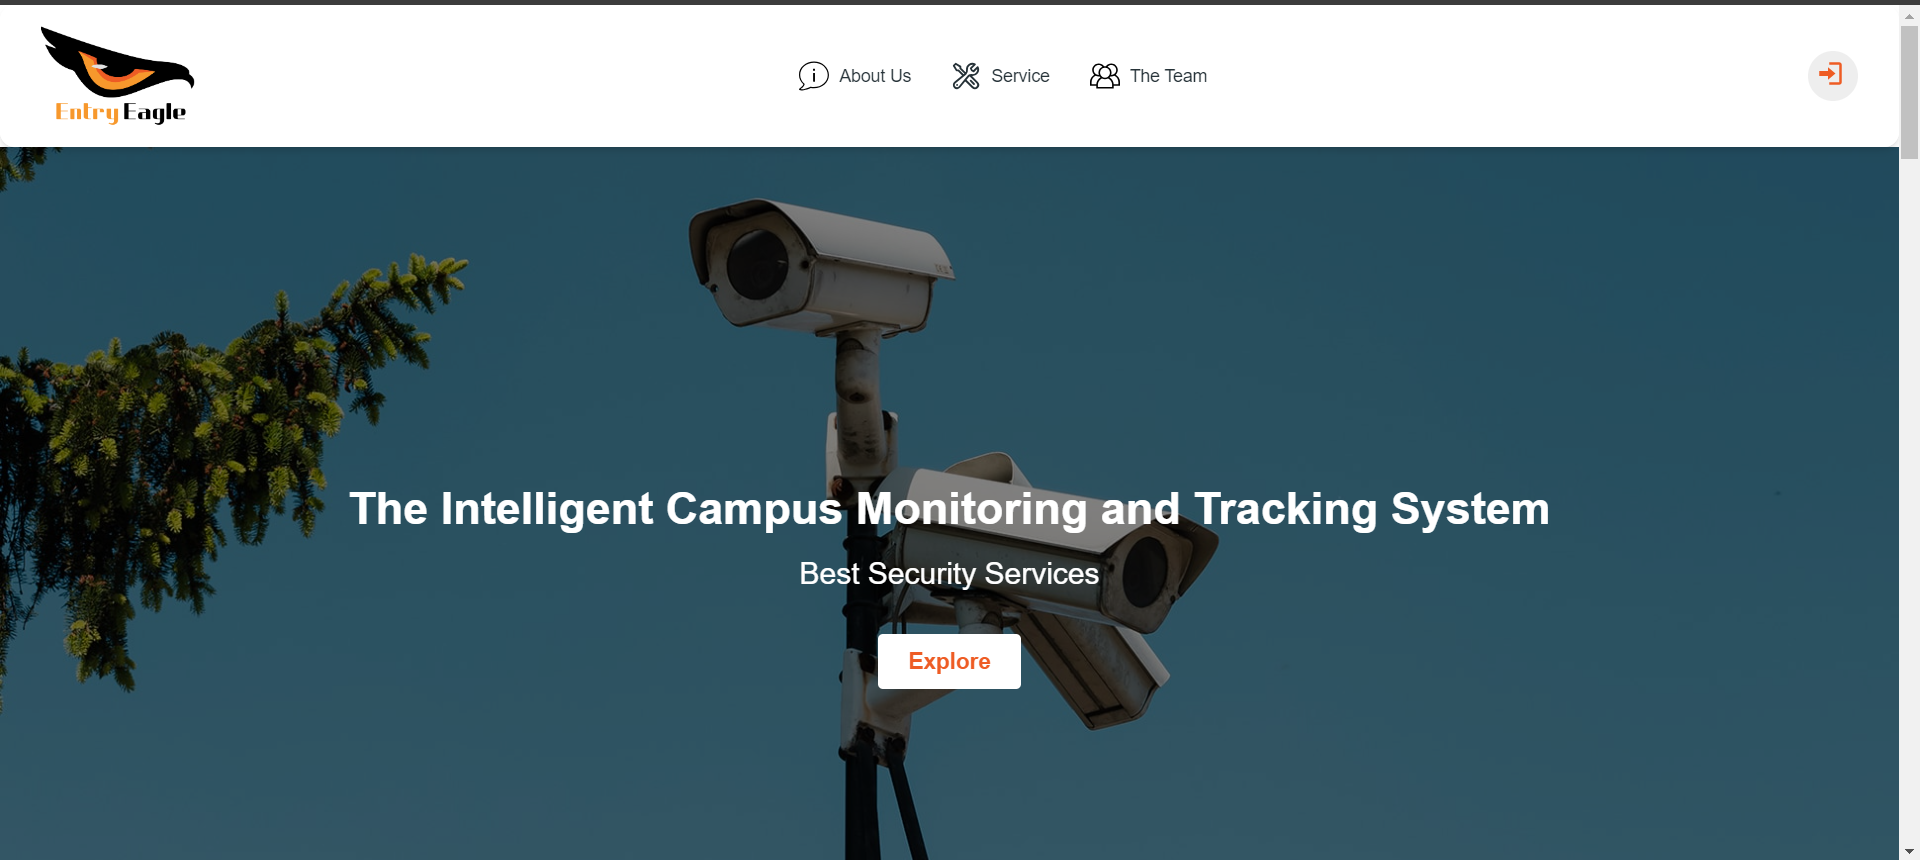 Entry Eagle
About Us
Service
The Team
The Intelligent Campus Monitoring and Tracking System
Best Security Services
Explore